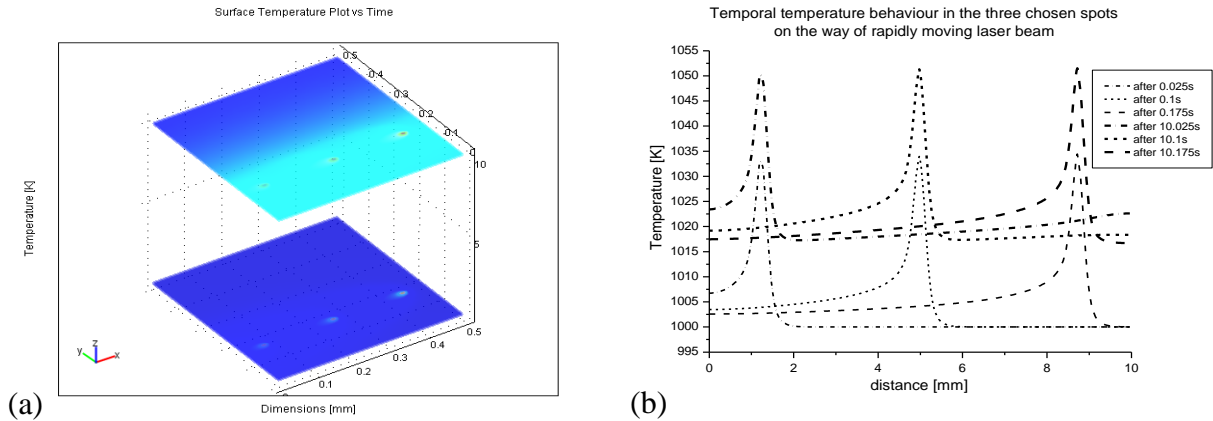 Surface Temperature Plot vs Time
0.5
0.4
0.3
0.2
0.1
0
10
5
0.5
0.4
0.3
0.2
0.1
Temperature [K]
y
z
x
Dimensions [mm]
(a)
Temporal temperature behaviour in the three chosen spots
on the way of rapidly moving laser beam
1055
1050
1045
1040
1035
1030
1025
1020
1015
1010
1005
1000
995
Temperature [K]
0 2 4 6 8 10
distance [mm]
after 0.025s
after 0.1s
after 0.175s
after 10.025s
after 10.1s
after 10.175s
(b)